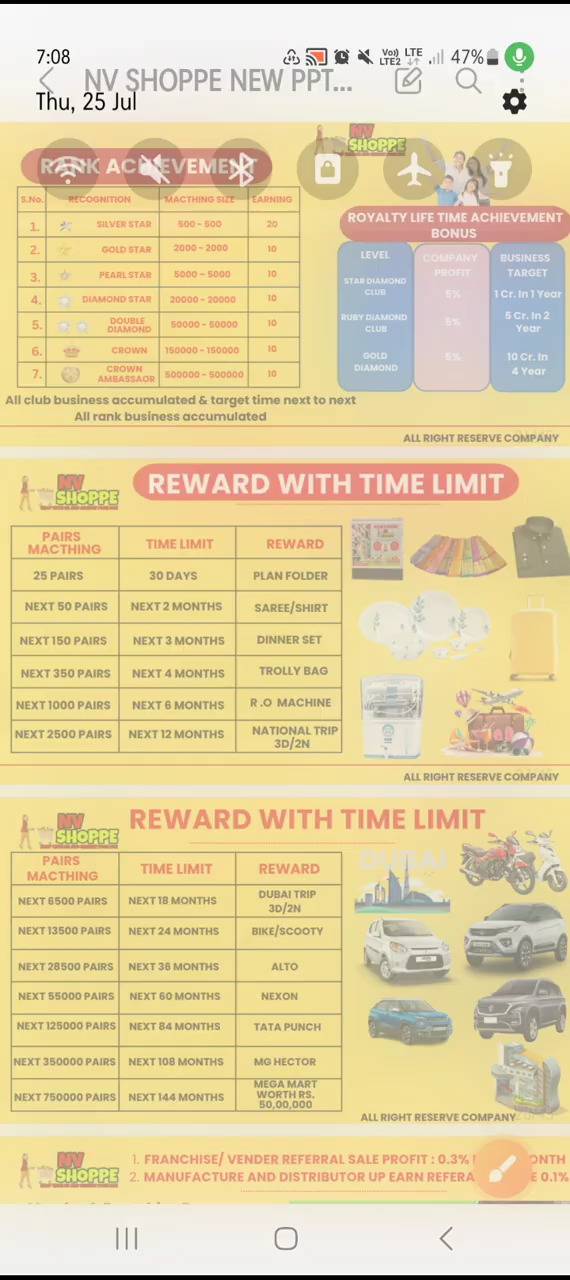 7:08
Vo)) LTE
LTE2 47%
NV SHOPPE NEW PPT...
Thu, 25 Jul
NV
SHOPPE
RANK ACHIEVEMENT
S.No. RECOGNITION MACTHING SIZE EARNING
1. SILVER STAR 500 - 500 20
2. GOLD STAR 2000 - 2000 10
3. PEARL STAR 5000 - 5000 10
4. DIAMOND STAR 20000 - 20000 10
5. DOUBLE DIAMOND 50000 - 50000 10
6. CROWN 150000 - 150000 10
7. CROWN AMBASSAOR 500000 - 500000 10
ROYALTY LIFE TIME ACHIEVEMENT
BONUS
LEVEL COMPANY PROFIT BUSINESS TARGET
STAR DIAMOND CLUB 5% 1 Cr. In 1 Year
RUBY DIAMOND CLUB 5% 5 Cr. In 2 Year
GOLD DIAMOND 5% 10 Cr. In 4 Year
All club business accumulated & target time next to next
All rank business accumulated
ALL RIGHT RESERVE COMPANY
NV
SHOPPE
REWARD WITH TIME LIMIT
PAIRS MACTHING TIME LIMIT REWARD
25 PAIRS 30 DAYS PLAN FOLDER
NEXT 50 PAIRS NEXT 2 MONTHS SAREE/SHIRT
NEXT 150 PAIRS NEXT 3 MONTHS DINNER SET
NEXT 350 PAIRS NEXT 4 MONTHS TROLLY BAG
NEXT 1000 PAIRS NEXT 6 MONTHS R.O MACHINE
NEXT 2500 PAIRS NEXT 12 MONTHS NATIONAL TRIP 3D/2N
ALL RIGHT RESERVE COMPANY
NV
SHOPPE
REWARD WITH TIME LIMIT
PAIRS MACTHING TIME LIMIT REWARD
NEXT 6500 PAIRS NEXT 18 MONTHS DUBAI TRIP 3D/2N
NEXT 13500 PAIRS NEXT 24 MONTHS BIKE/SCOOTY
NEXT 28500 PAIRS NEXT 36 MONTHS ALTO
NEXT 55000 PAIRS NEXT 60 MONTHS NEXON
NEXT 125000 PAIRS NEXT 84 MONTHS TATA PUNCH
NEXT 350000 PAIRS NEXT 108 MONTHS MG HECTOR
NEXT 750000 PAIRS NEXT 144 MONTHS MEGA MART WORTH RS. 50,00,000
DUBAI
ALL RIGHT RESERVE COMPANY
NV
SHOPPE
1. FRANCHISE/ VENDER REFERRAL SALE PROFIT : 0.3%
2. MANUFACTURE AND DISTRIBUTOR UP EARN 0.1%